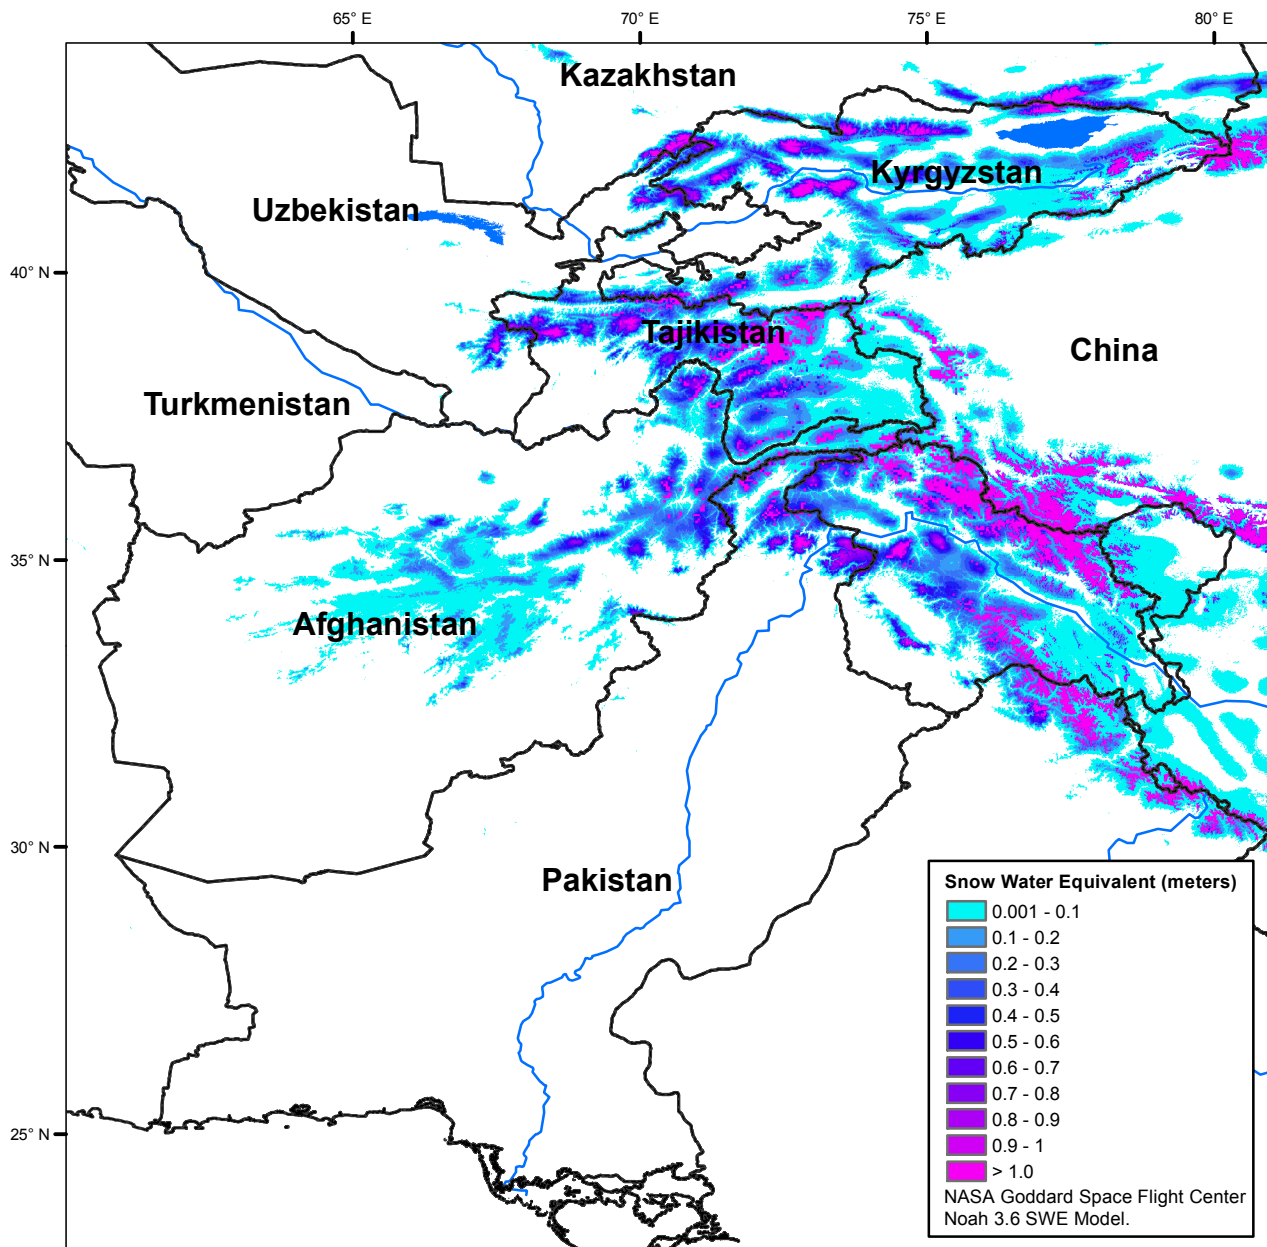 65° E
70° E
75° E
80° E
Kazakhstan
Kyrgyzstan
Uzbekistan
40° N
Tajikistan
China
Turkmenistan
35° N
Afghanistan
30° N
Pakistan
25° N
Snow Water Equivalent (meters)
0.001 - 0.1
0.1 - 0.2
0.2 - 0.3
0.3 - 0.4
0.4 - 0.5
0.5 - 0.6
0.6 - 0.7
0.7 - 0.8
0.8 - 0.9
0.9 - 1
> 1.0
NASA Goddard Space Flight Center
Noah 3.6 SWE Model.